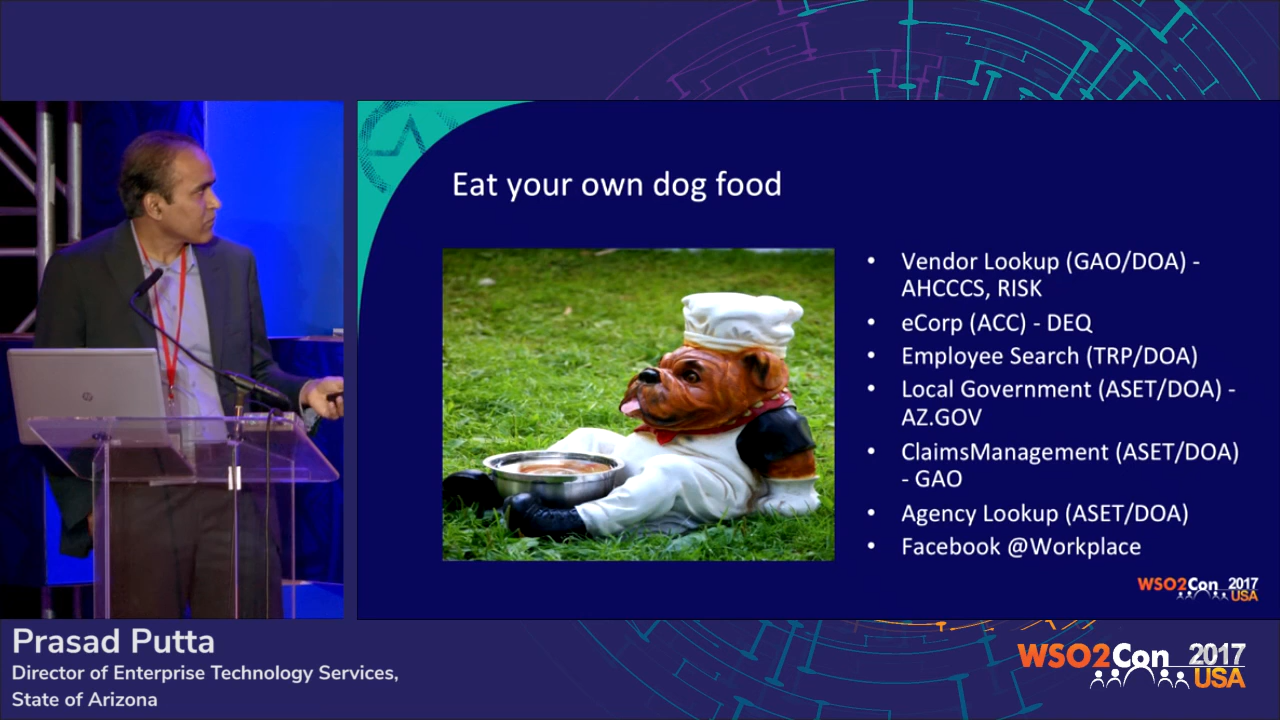 Eat your own dog food
• Vendor Lookup (GAO/DOA) -
AHCCCS, RISK
• eCorp (ACC) - DEQ
• Employee Search (TRP/DOA)
• Local Government (ASET/DOA) -
AZ.GOV
• ClaimsManagement (ASET/DOA)
- GAO
• Agency Lookup (ASET/DOA)
• Facebook @Workplace
WSO2Con 2017
USA
Prasad Putta
Director of Enterprise Technology Services,
State of Arizona
WSO2Con 2017
USA